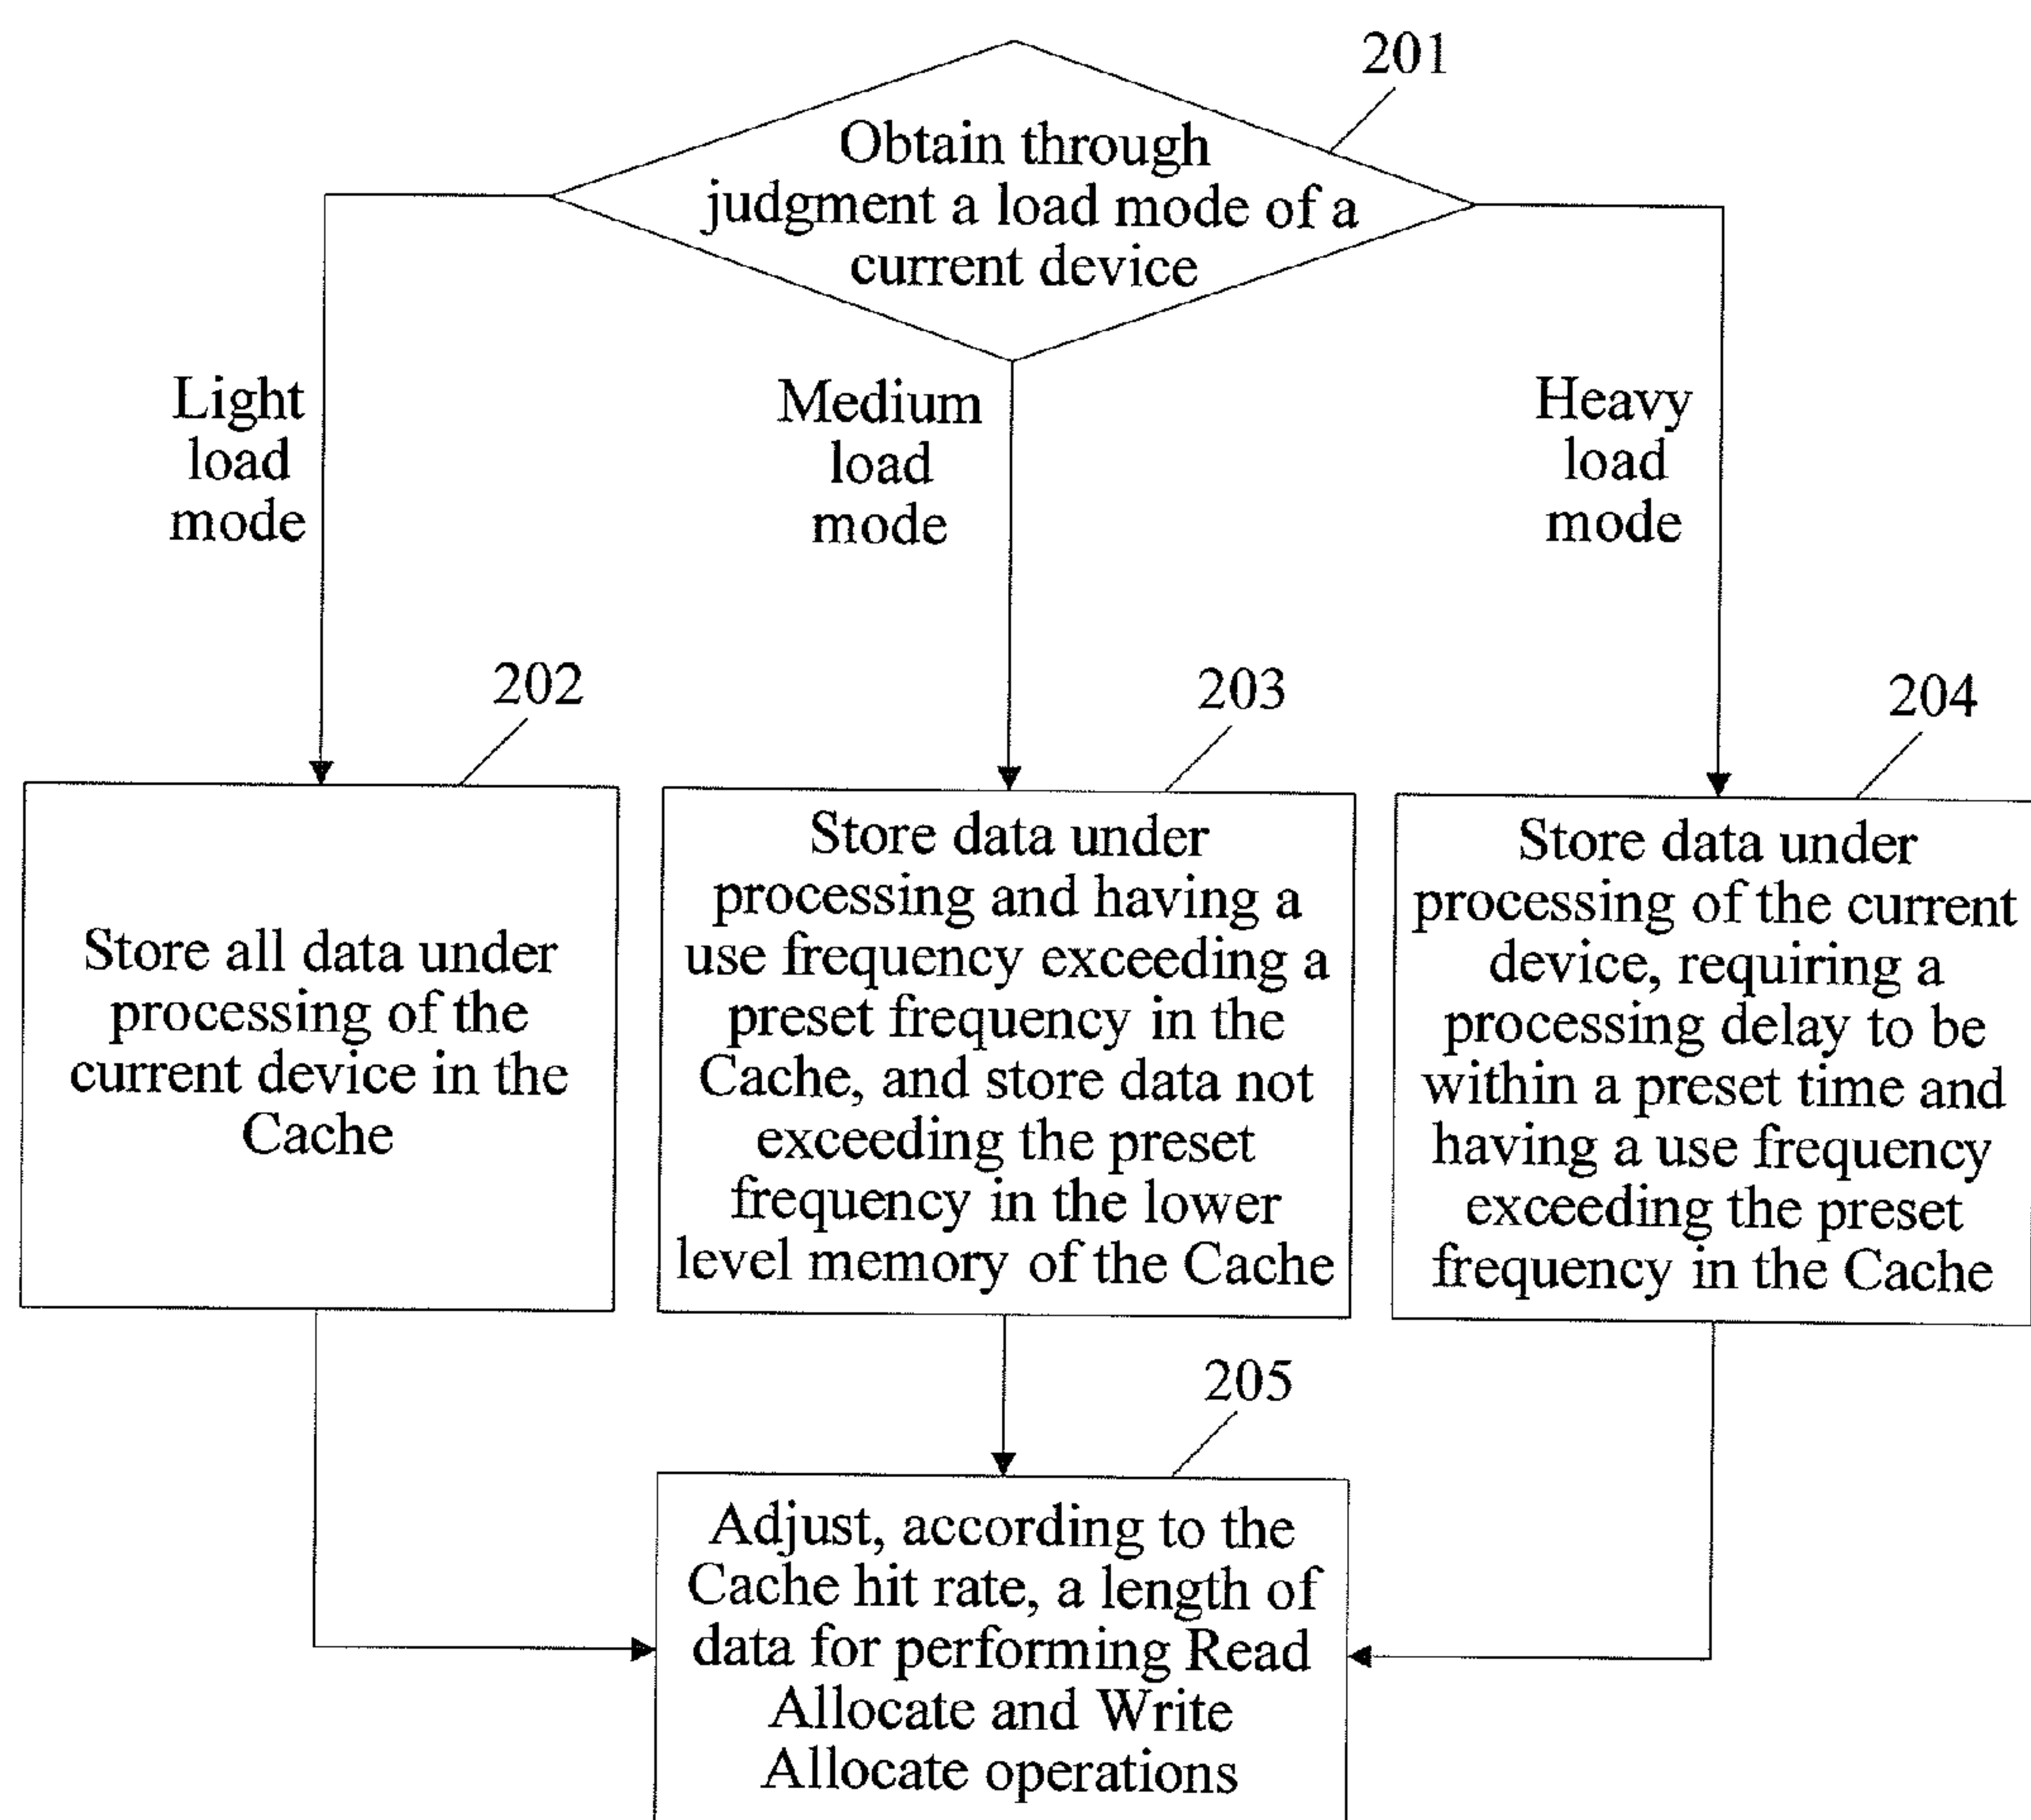 201
Obtain through
judgment a load mode of a
current device
Light
load
mode
Medium
load
mode
Heavy
load
mode
202
Store all data under
processing of the
current device in the
Cache
203
Store data under
processing and having a
use frequency exceeding a
preset frequency in the
Cache, and store data not
exceeding the preset
frequency in the lower
level memory of the Cache
204
Store data under
processing of the current
device, requiring a
processing delay to be
within a preset time and
having a use frequency
exceeding the preset
frequency in the Cache
205
Adjust, according to the
Cache hit rate, a length of
data for performing Read
Allocate and Write
Allocate operations